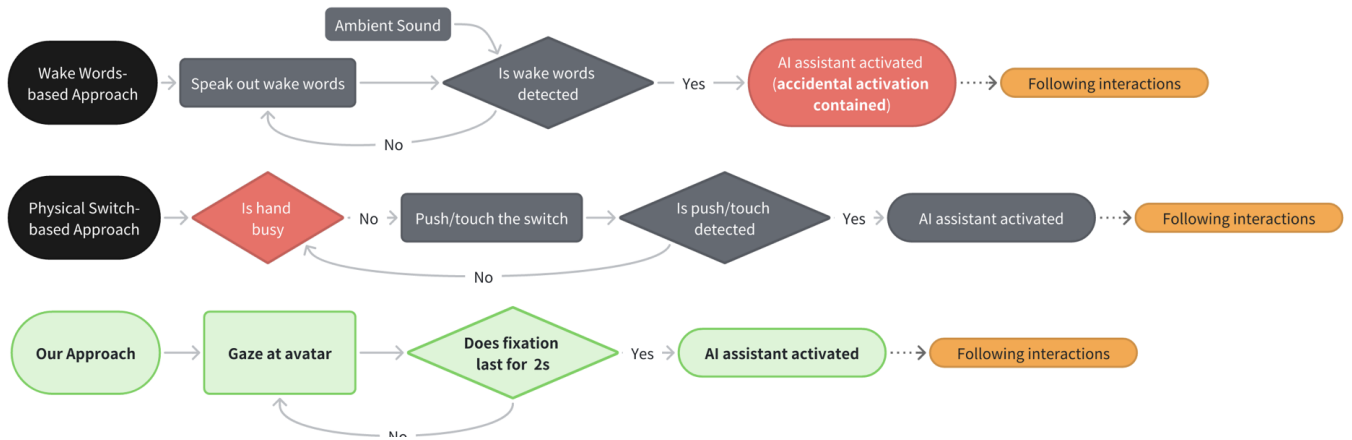 Ambient Sound
Wake Words-
based Approach
Speak out wake words
Is wake words
detected
Yes
AI assistant activated
(accidental activation
contained)
Following interactions
No
Physical Switch-
based Approach
Is hand
busy
No
Push/touch the switch
Is push/touch
detected
Yes
AI assistant activated
Following interactions
No
Our Approach
Gaze at avatar
Does fixation
last for 2s
Yes
AI assistant activated
Following interactions
No